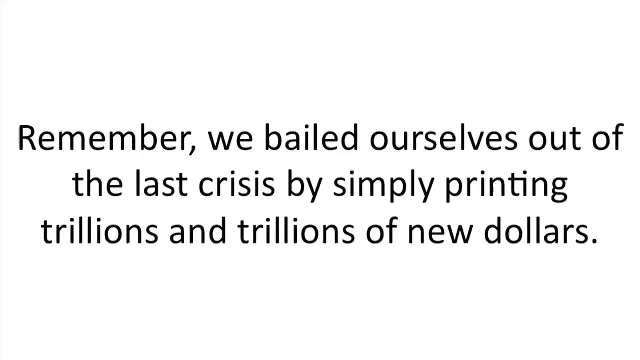 Remember, we bailed ourselves out of
the last crisis by simply printing
trillions and trillions of new dollars.